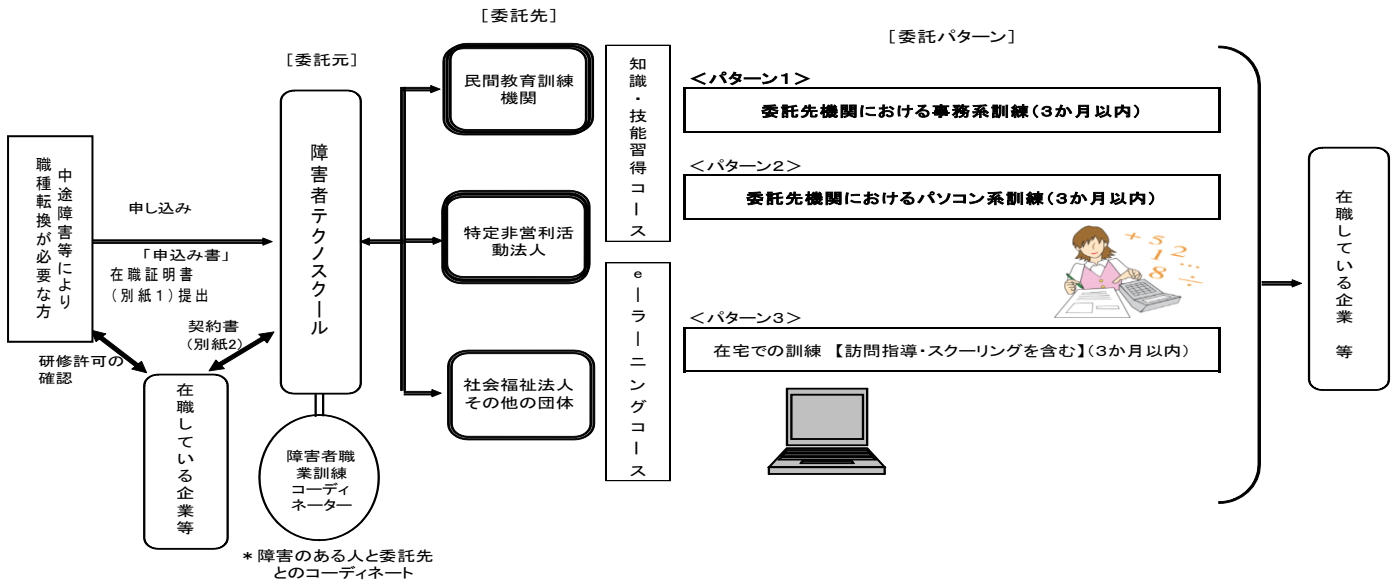 [委託先]
[委託元]
[委託パターン]
中途障害等により
職種転換が必要な方
申し込み
「申込み書」
在職証明書
(別紙1)提出
契約書
(別紙2)
研修許可の
確認
在職している企業等
障害者テクノスクール
障害者職
業訓練
コーディ
ネーター
*障害のある人と委託先
とのコーディネート
民間教育訓練
機関
特定非営利活
動法人
社会福祉法人
その他の団体
知識・技能習得コース
eーラーニングコース
<パターン1>
委託先機関における事務系訓練(3か月以内)
<パターン2>
委託先機関におけるパソコン系訓練(3か月以内)
+ 5 2 ...
1
8 ÷
<パターン3>
在宅での訓練 【訪問指導・スクーリングを含む】(3か月以内)
在職している企業 等